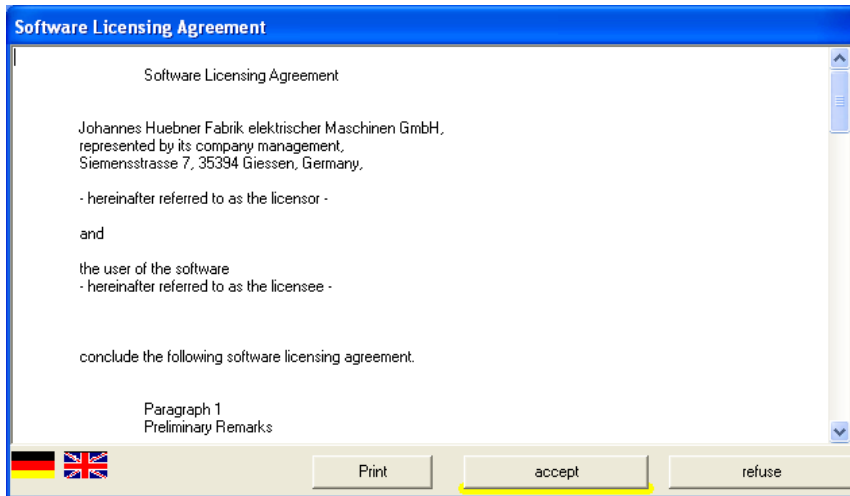 Software Licensing Agreement
Software Licensing Agreement
Johannes Huebner Fabrik elektrischer Maschinen GmbH,
represented by its company management,
Siemensstrasse 7, 35394 Giessen, Germany,
- hereinafter referred to as the licensor -
and
the user of the software
- hereinafter referred to as the licensee -
conclude the following software licensing agreement.
Paragraph 1
Preliminary Remarks
Print accept refuse